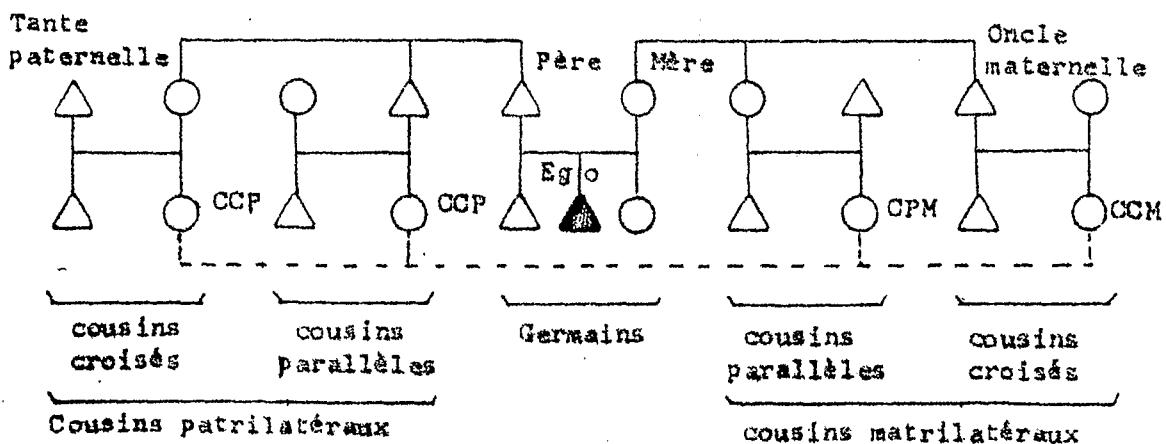 Tante
paternelle
Père
Mère
Oncle
maternelle
Ego
CCP
CCP
CPM
CCM
cousins
croisés
cousins
parallèles
Germains
cousins
parallèles
cousins
croisés
Cousins patrilatéraux
cousins matrilatéraux